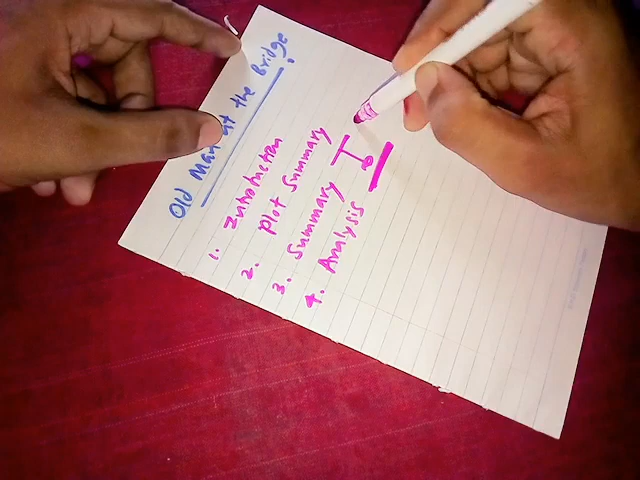 Old Man at the Bridge
1. Introduction
2. Plot Summary
3. Summary
4. Analysis